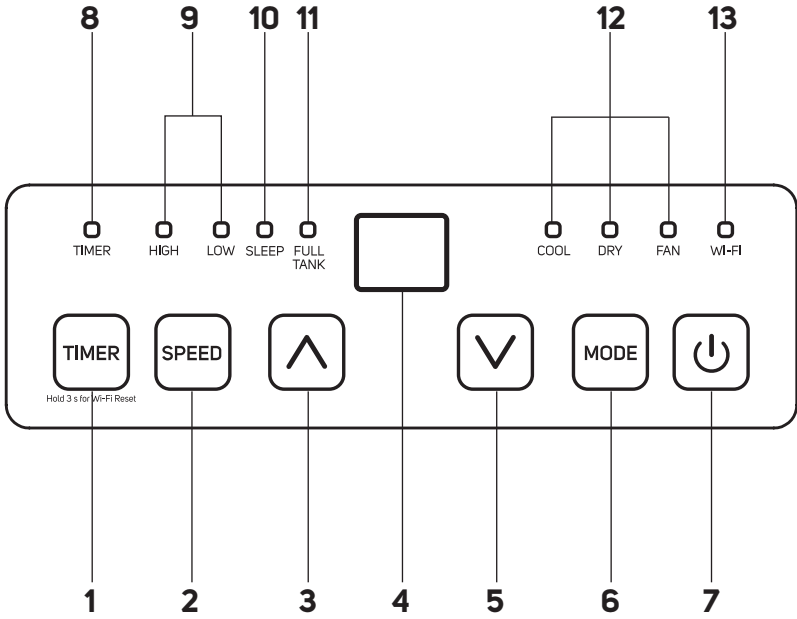 8 9 10 11 12 13
TIMER HIGH LOW SLEEP FULL TANK COOL DRY FAN WI-FI
TIMER SPEED MODE
Hold 3 s for Wi-Fi Reset
1 2 3 4 5 6 7